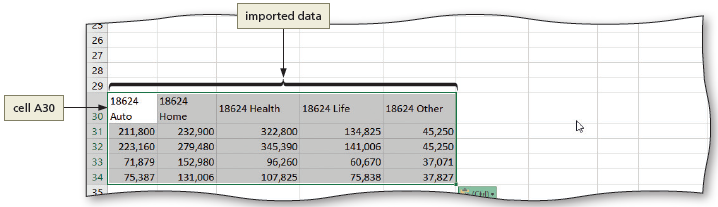 imported data
25
26
27
28
29
cell A30
18624 Auto 18624 Home 18624 Health 18624 Life 18624 Other
30
31 211,800 232,900 322,800 134,825 45,250
32 223,160 279,480 345,390 141,006 45,250
33 71,879 152,980 96,260 60,670 37,071
34 75,387 131,006 107,825 75,838 37,827
35 (Ctrl)